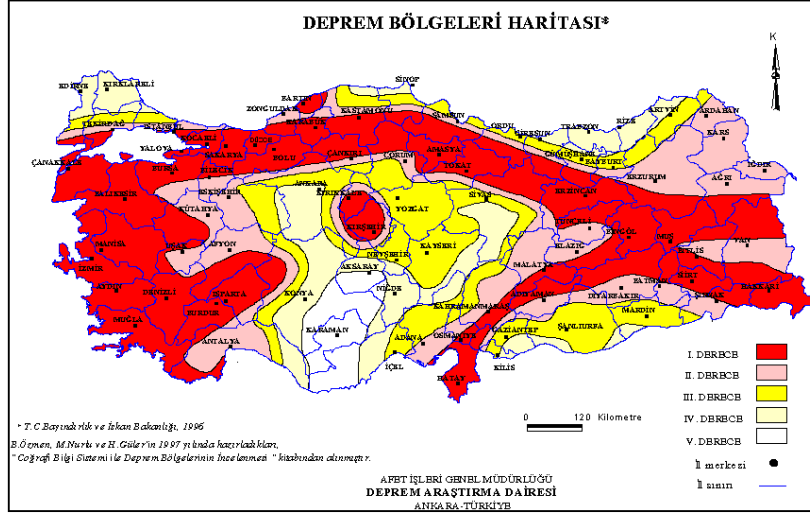 DEPREM BÖLGELERİ HARİTASI*
K
SİNOP
EDİRNE
KIRKLARELİ
BARTIN
ZONGULDAK
KASTAMONU
ARTVİN
ARDAHAN
TEKİRDAĞ
İSTANBUL
KARABÜK
SAMSUN
ORDU
GİRESUN
TRABZON
RİZE
KARS
KOCAELİ
YALOVA
SAKARYA
DÜZCE
BOLU
ÇANKIRI
ÇORUM
AMASYA
TOKAT
GÜMÜŞHANE
BAYBURT
IĞDIR
ÇANAKKALE
BURSA
BİLECİK
ERZURUM
AĞRI
BALIKESİR
ESKİŞEHİR
ANKARA
KIRIKKALE
YOZGAT
SİVAS
ERZİNCAN
KÜTAHYA
KIRŞEHİR
TUNCELİ
BİNGÖL
MUŞ
MANİSA
UŞAK
AFYON
KAYSERİ
ELAZIĞ
BİTLİS
VAN
İZMİR
NEVŞEHİR
AKSARAY
MALATYA
AYDIN
DENİZLİ
ISPARTA
KONYA
NİĞDE
KAHRAMANMARAŞ
ADIYAMAN
DİYARBAKIR
BATMAN
SİİRT
HAKKARİ
ŞIRNAK
BURDUR
MARDİN
MUĞLA
KARAMAN
ADANA
OSMANİYE
GAZİANTEP
ŞANLIURFA
ANTALYA
İÇEL
KİLİS
HATAY
I. DERECE
II. DERECE
III. DERECE
IV. DERECE
V. DERECE
İl merkezi
İl sınırı
0 120 Kilometre
* T.C Bayındırlık ve İskan Bakanlığı, 1996
B.Özmen, M.Nurlu ve H.Güler'in 1997 yılında hazırladıkları,
"Coğrafi Bilgi Sistemi ile Deprem Bölgelerinin İncelenmesi" kitabından alınmıştır.
AFET İŞLERİ GENEL MÜDÜRLÜĞÜ
DEPREM ARAŞTIRMA DAİRESİ
ANKARA-TÜRKİYE